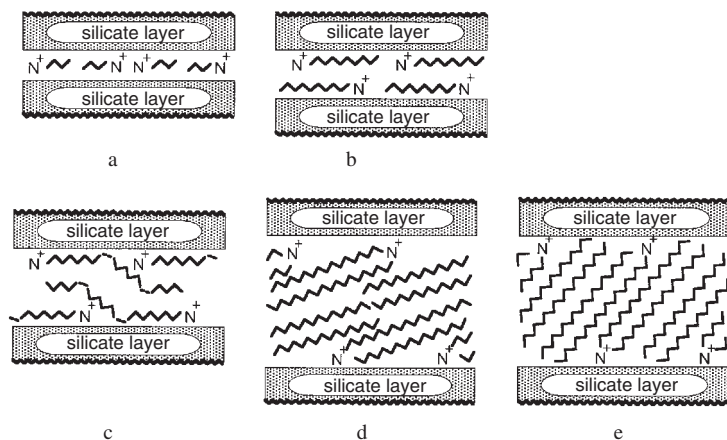 silicate layer
N+ N+ N+ N+
silicate layer
a
silicate layer
N+ N+
N+ N+
silicate layer
b
silicate layer
N+ N+
N+ N+
silicate layer
c
silicate layer
N+ N+
N+ N+
silicate layer
d
silicate layer
N+ N+
N+ N+
silicate layer
e